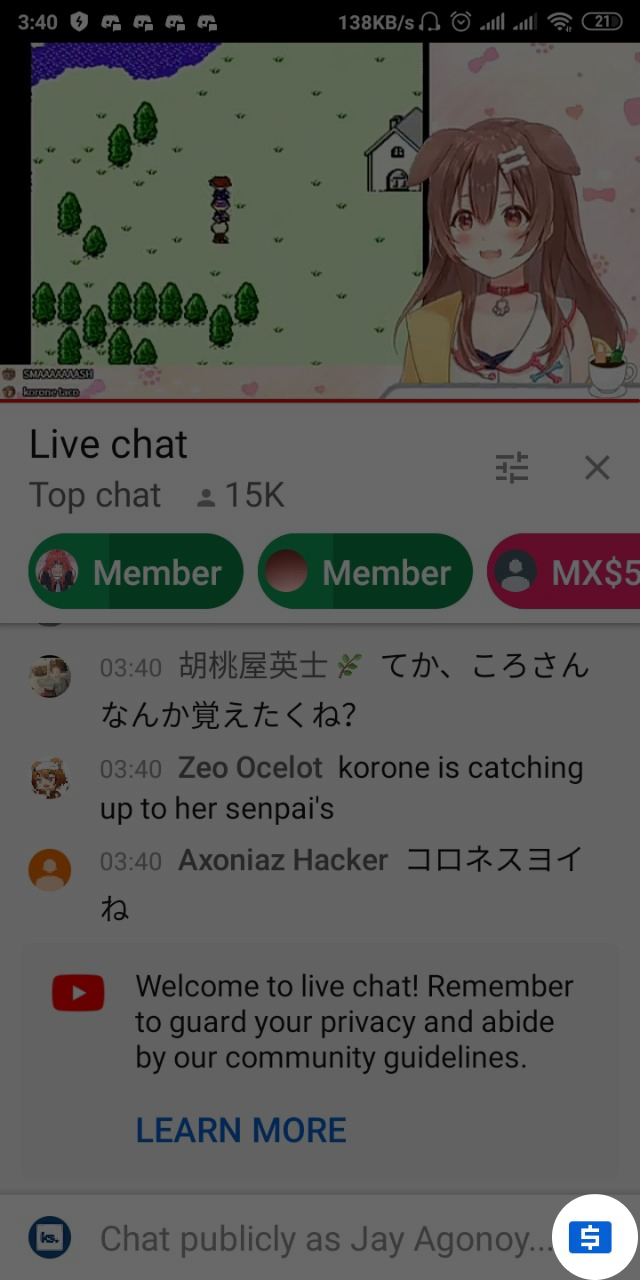 3:40 138KB/s 21
SMAAAAAAASH
korone taco
Live chat
Top chat 15K
Member Member MX$5
03:40 胡桃屋英士 てか、ころさん
なんか覚えたくね?
03:40 Zeo Ocelot korone is catching
up to her senpai's
03:40 Axoniaz Hacker コロネスヨイ
ね
Welcome to live chat! Remember
to guard your privacy and abide
by our community guidelines.
LEARN MORE
ks. Chat publicly as Jay Agonoy... $